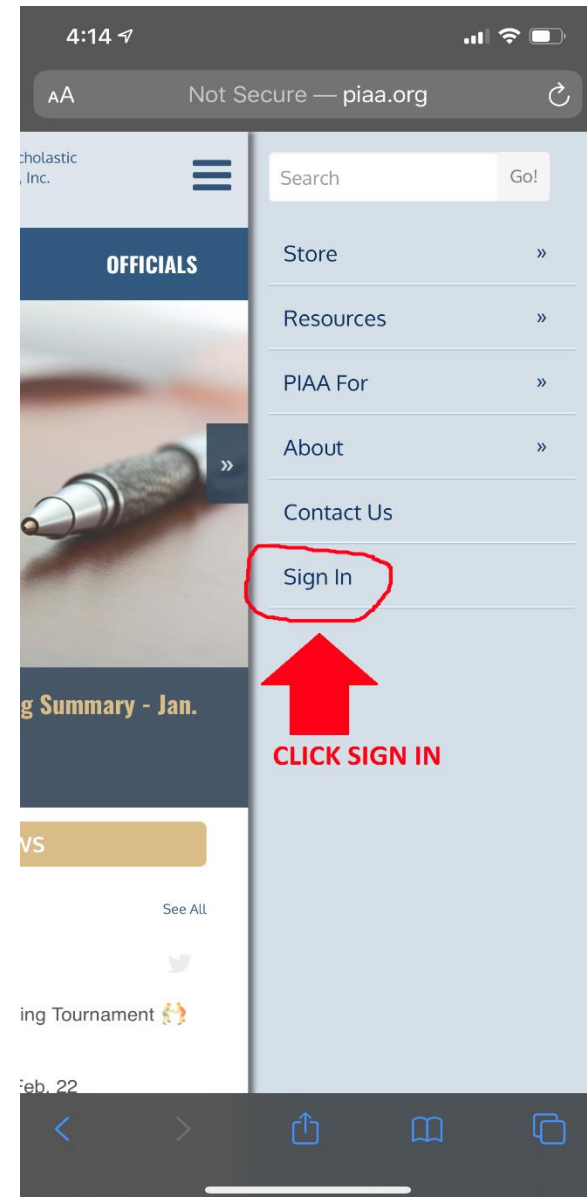 4:14
AA Not Secure — piaa.org
cholastic
, Inc.
Search Go!
OFFICIALS
Store »
Resources »
PIAA For »
About »
»
Contact Us
Sign In
g Summary - Jan.
CLICK SIGN IN
WS
See All
ing Tournament
Feb. 22